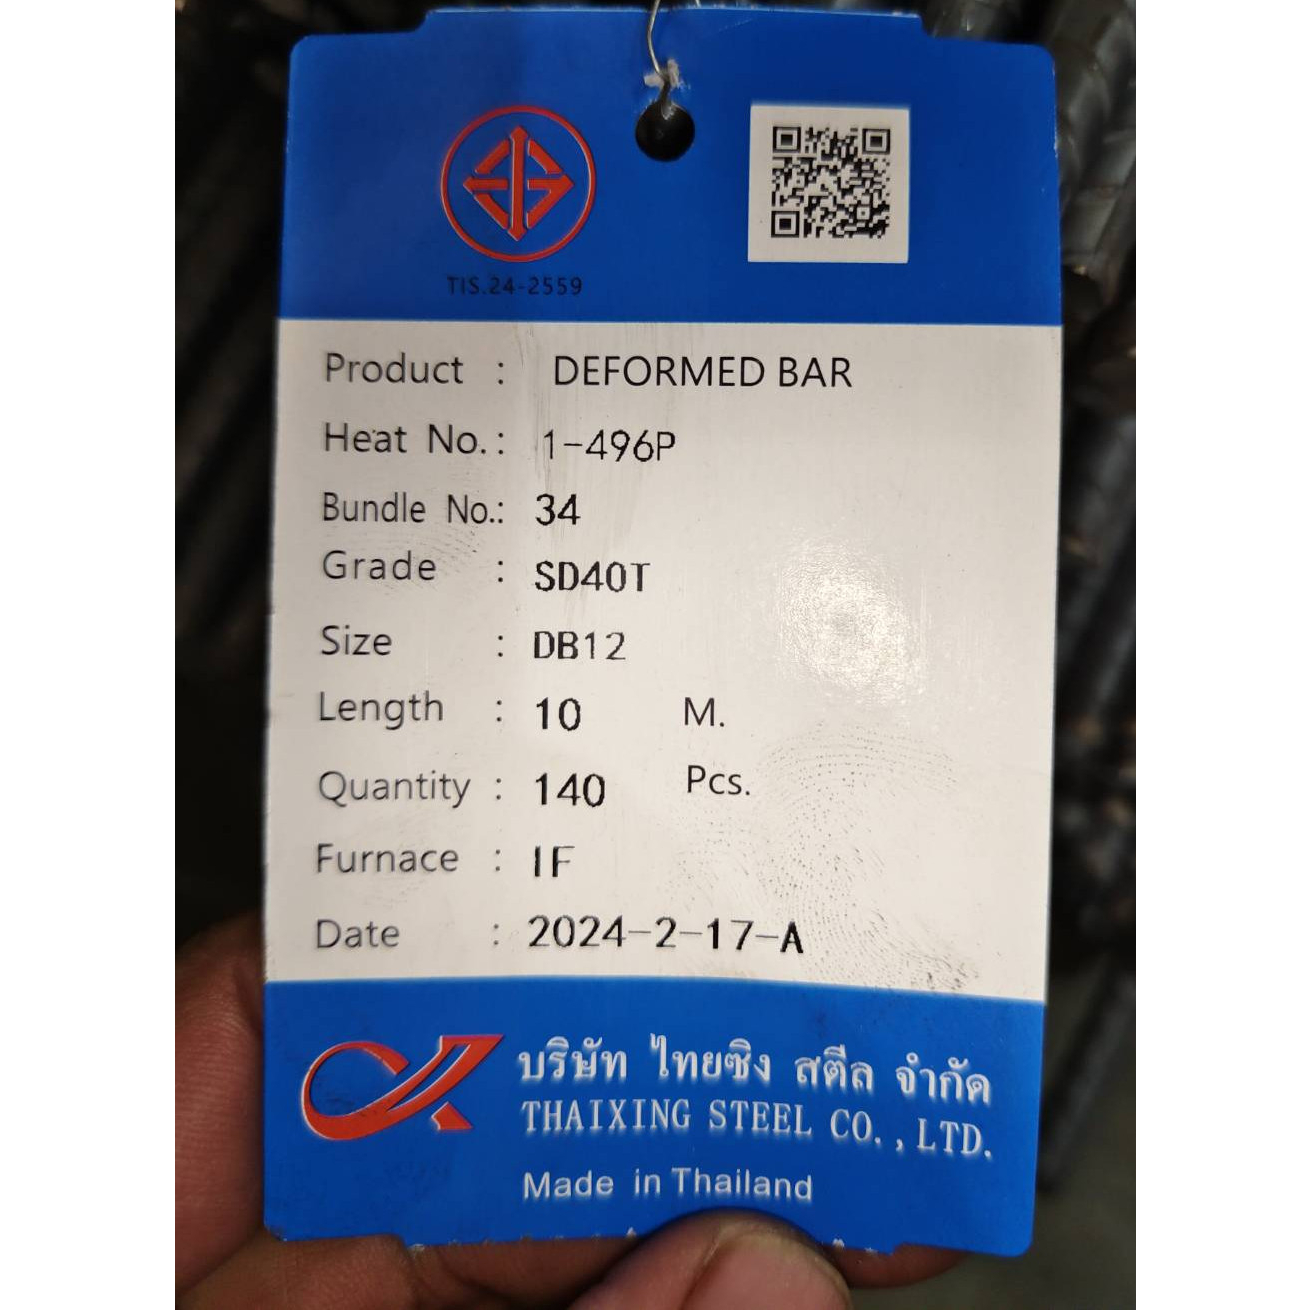 TIS.24-2559
Product : DEFORMED BAR
Heat No.: 1-496P
Bundle No.: 34
Grade : SD40T
Size : DB12
Length : 10 M.
Quantity : 140 Pcs.
Furnace : IF
Date : 2024-2-17-A
บริษัท ไทยซิง สตีล จำกัด
THAIXING STEEL CO.,LTD.
Made in Thailand